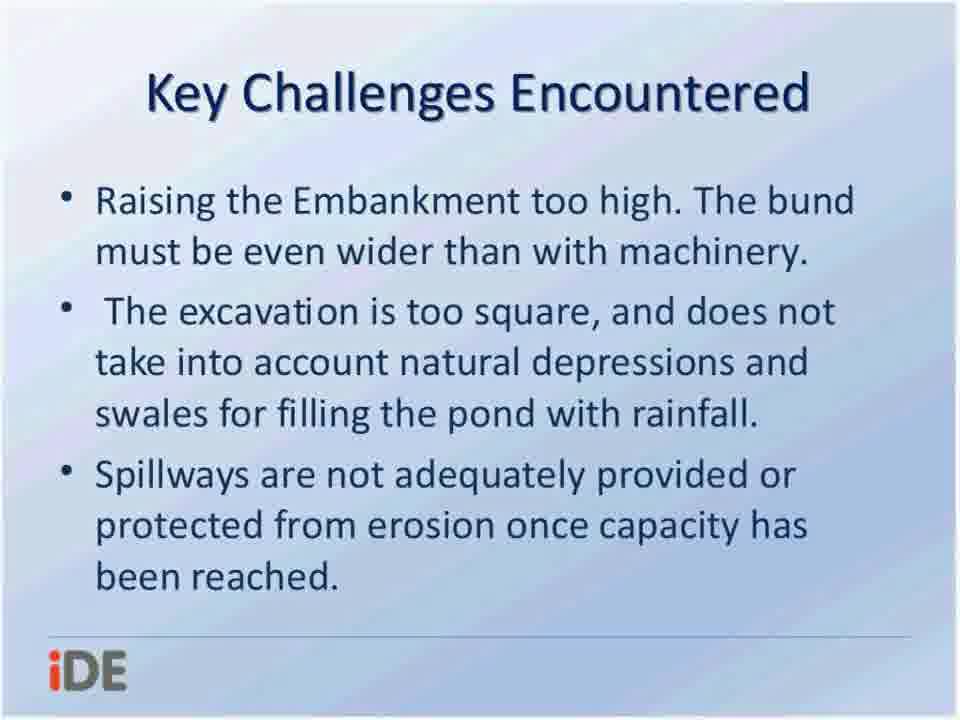 Key Challenges Encountered
• Raising the Embankment too high. The bund
must be even wider than with machinery.
• The excavation is too square, and does not
take into account natural depressions and
swales for filling the pond with rainfall.
• Spillways are not adequately provided or
protected from erosion once capacity has
been reached.
iDE